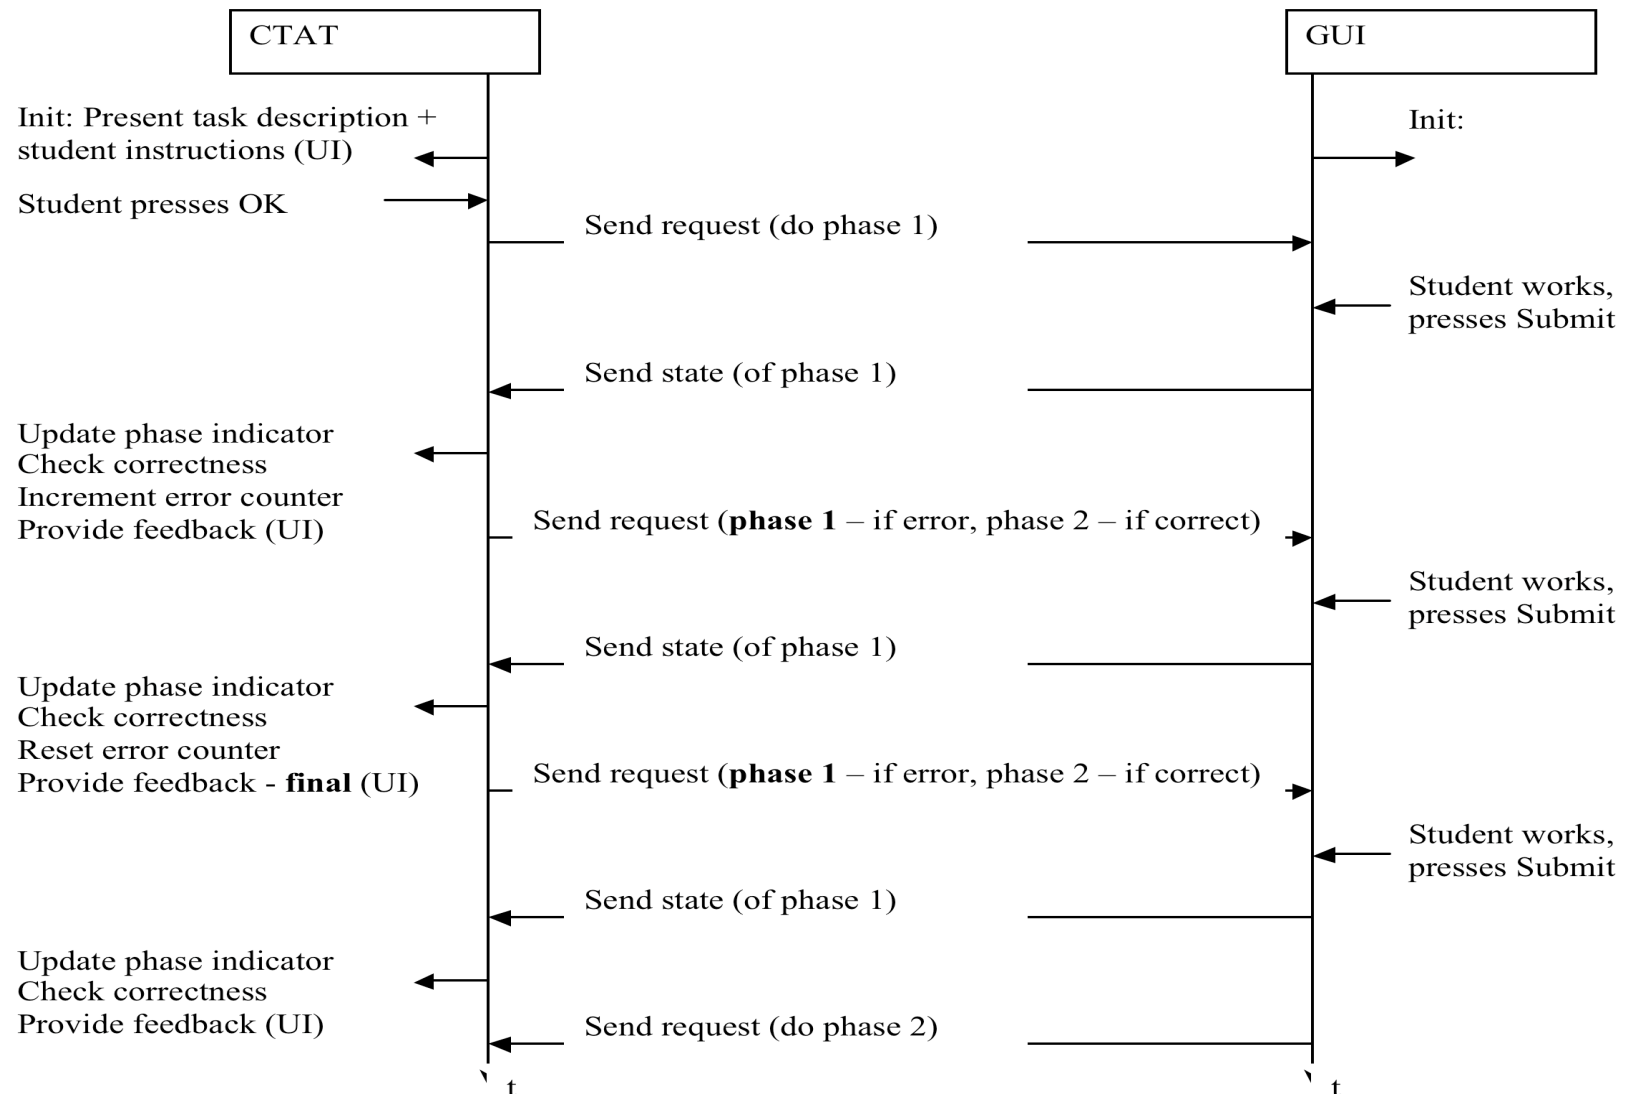 CTAT
GUI
Init: Present task description +
student instructions (UI)
Init:
Student presses OK
Send request (do phase 1)
Student works,
presses Submit
Send state (of phase 1)
Update phase indicator
Check correctness
Increment error counter
Provide feedback (UI)
Send request (phase 1 – if error, phase 2 – if correct)
Student works,
presses Submit
Send state (of phase 1)
Update phase indicator
Check correctness
Reset error counter
Provide feedback - final (UI)
Send request (phase 1 – if error, phase 2 – if correct)
Student works,
presses Submit
Send state (of phase 1)
Update phase indicator
Check correctness
Provide feedback (UI)
Send request (do phase 2)
t
t